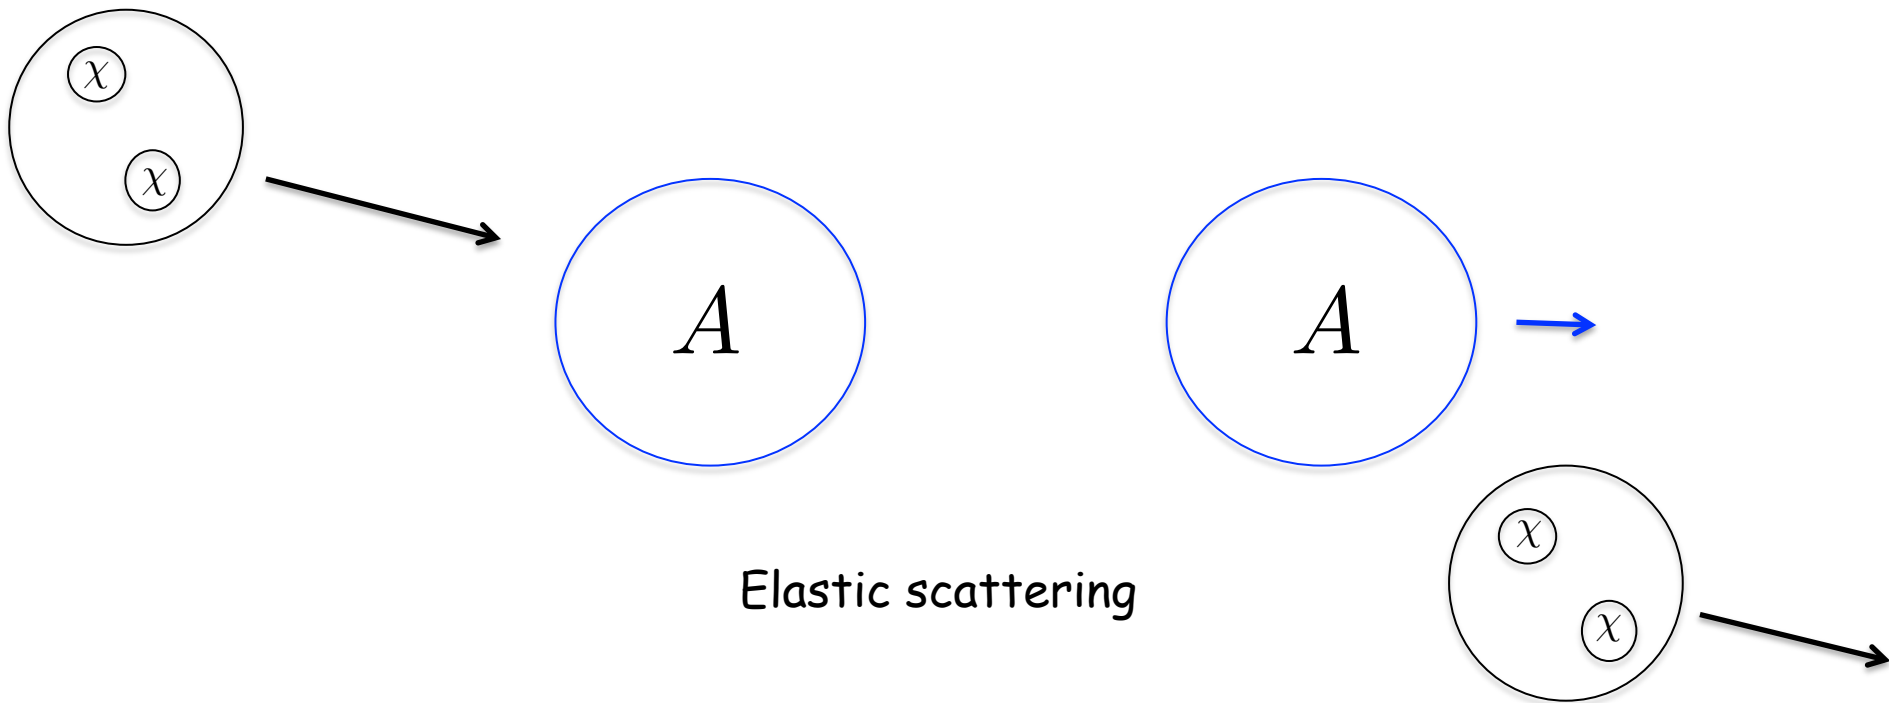 χ
χ
A
A
χ
Elastic scattering
χ